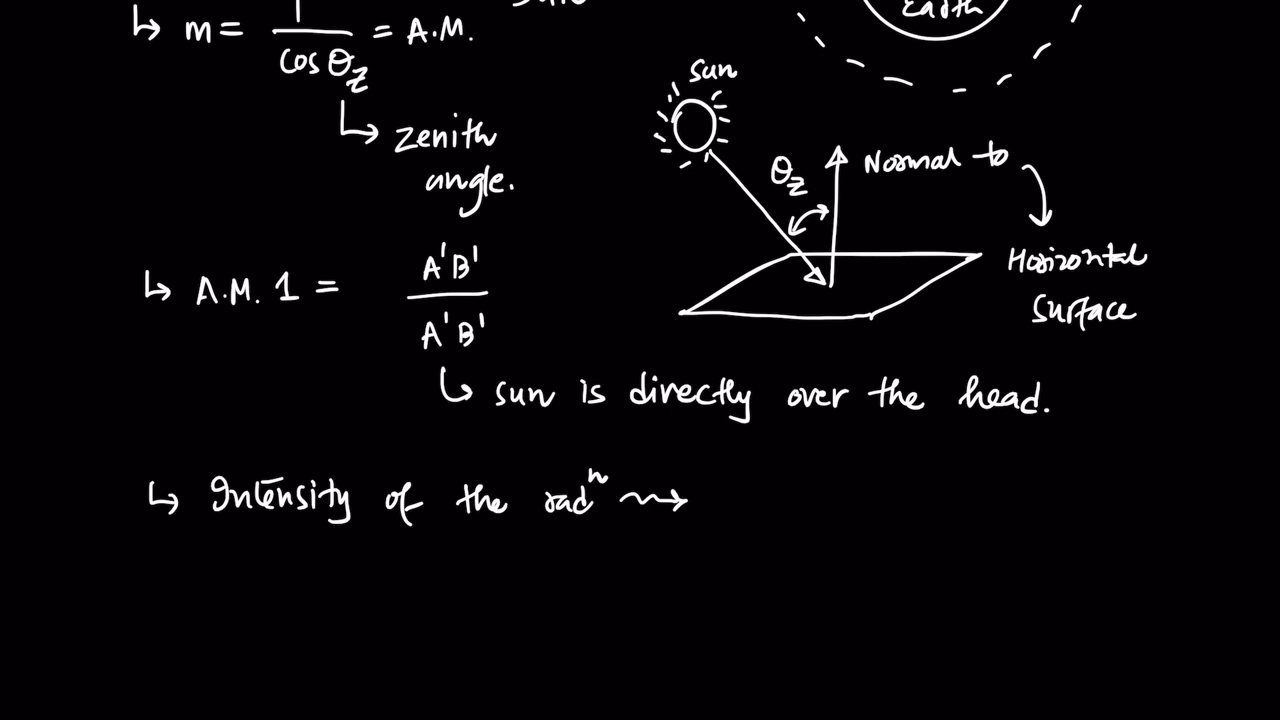 Earth
↳ m = 1 / cos θz = A.M.
↳ zenith
angle.
sun
θz
Normal to
Horizontal
surface
↳ A.M. 1 = A'B' / A'B'
↳ sun is directly over the head.
↳ Intensity of the radⁿ ⇝